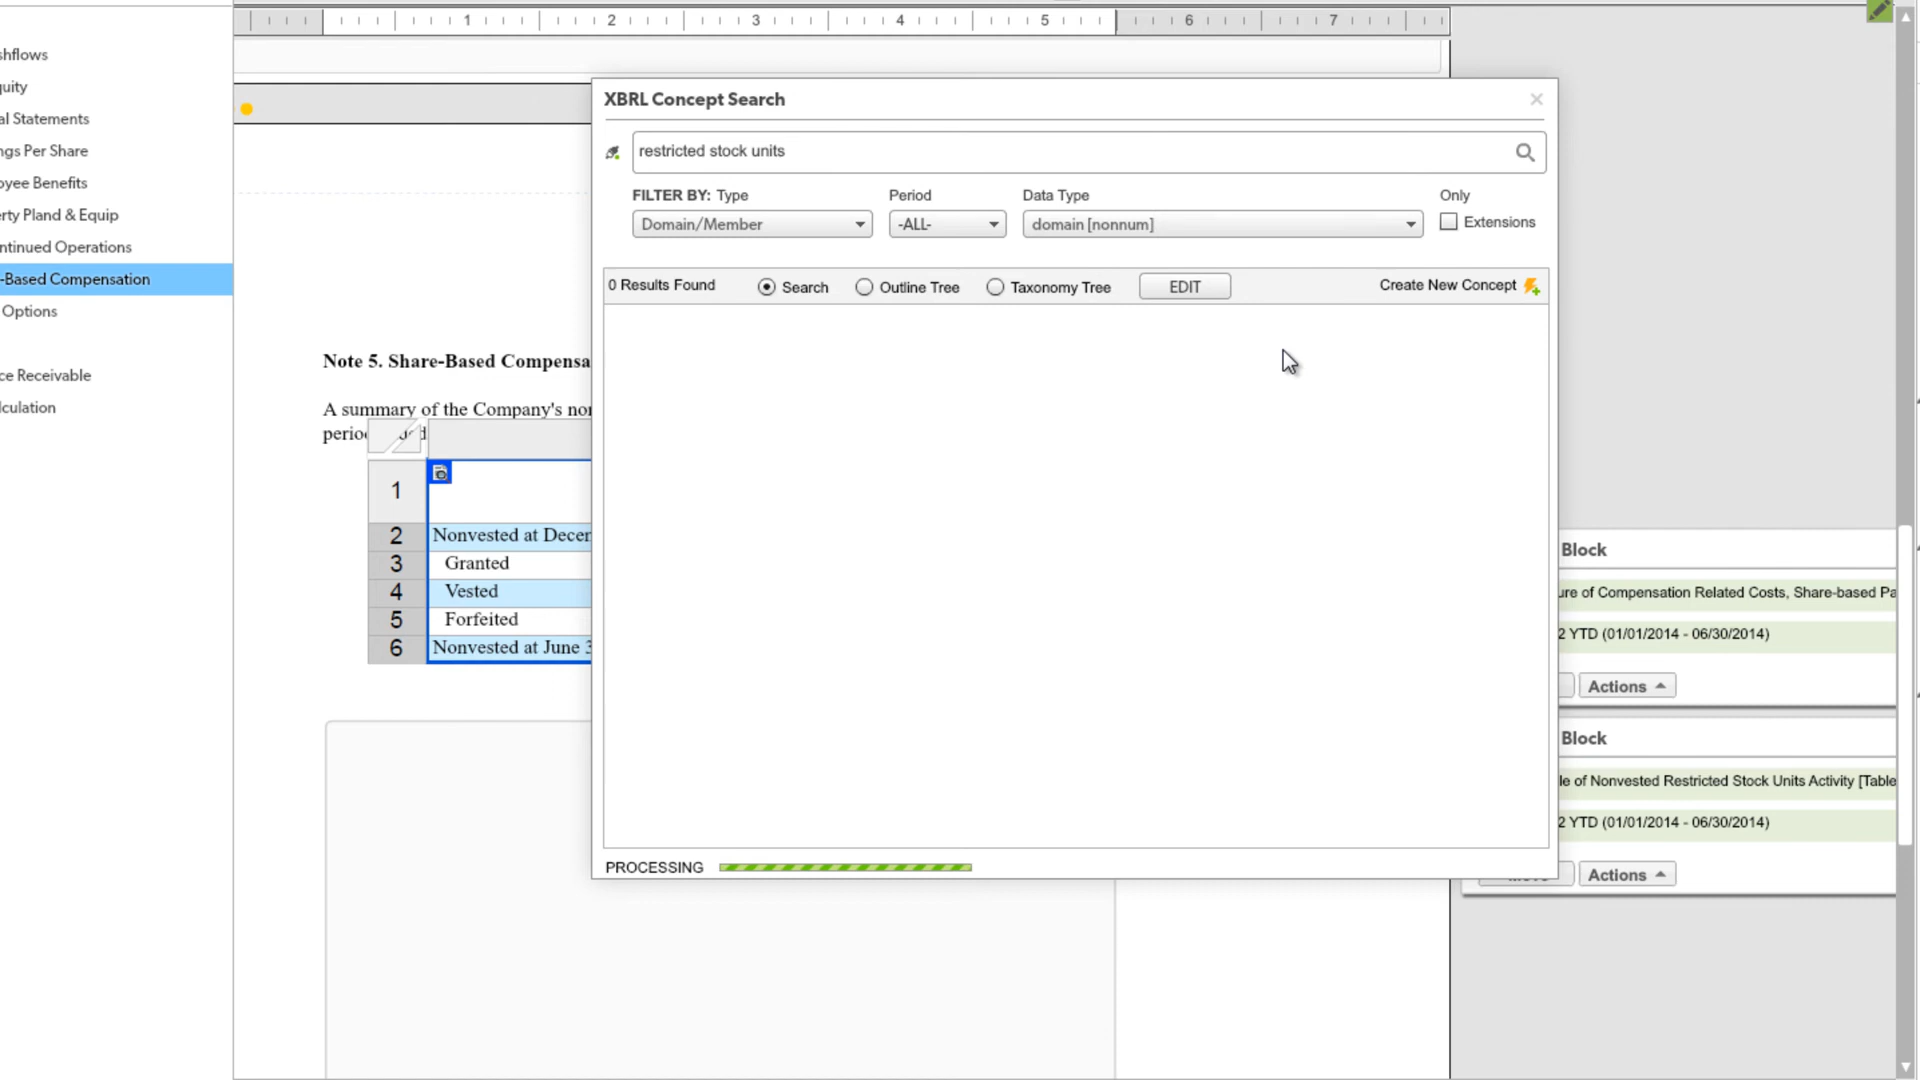 1 2 3 4 5 6 7
shflows
quity
al Statements
ngs Per Share
oyee Benefits
erty Pland & Equip
ntinued Operations
-Based Compensation
Options
ce Receivable
lculation
XBRL Concept Search
restricted stock units
FILTER BY: Type Period Data Type Only
Domain/Member -ALL- domain [nonnum] Extensions
0 Results Found Search Outline Tree Taxonomy Tree EDIT Create New Concept
PROCESSING
Note 5. Share-Based Compensa
A summary of the Company's non
perio
1
2 Nonvested at Decem
3 Granted
4 Vested
5 Forfeited
6 Nonvested at June 3
Block
ure of Compensation Related Costs, Share-based Pa
2 YTD (01/01/2014 - 06/30/2014)
Actions
Block
le of Nonvested Restricted Stock Units Activity [Table
2 YTD (01/01/2014 - 06/30/2014)
Actions